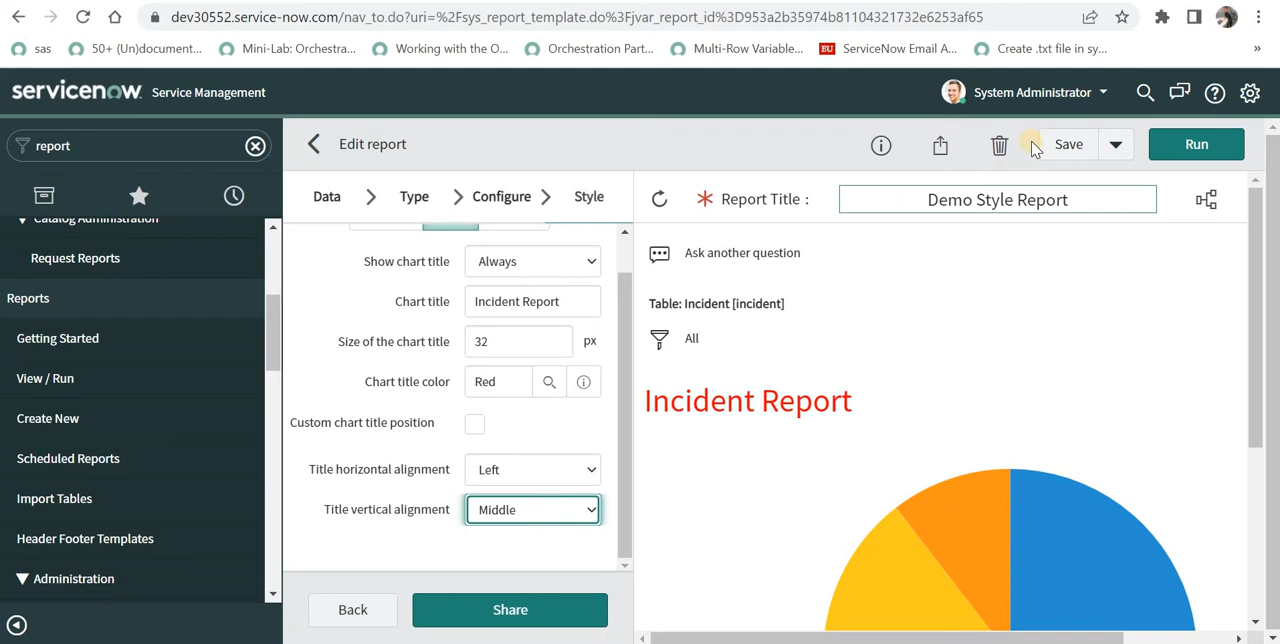 dev30552.service-now.com/nav_to.do?uri=%2Fsys_report_template.do%3Fjvar_report_id%3D953a2b35974b81104321732e6253af65
sas
50+ (Un)document...
Mini-Lab: Orchestra...
Working with the O...
Orchestration Part...
Multi-Row Variable...
BU
ServiceNow Email A...
Create .txt file in sy...
»
servicenow
Service Management
System Administrator
report
Catalog Administration
Request Reports
Reports
Getting Started
View / Run
Create New
Scheduled Reports
Import Tables
Header Footer Templates
Administration
Edit report
Save
Run
Data
Type
Configure
Style
Show chart title
Always
Chart title
Incident Report
Size of the chart title
32
px
Chart title color
Red
Custom chart title position
Title horizontal alignment
Left
Title vertical alignment
Middle
Back
Share
Report Title :
Demo Style Report
Ask another question
Table: Incident [incident]
All
Incident Report